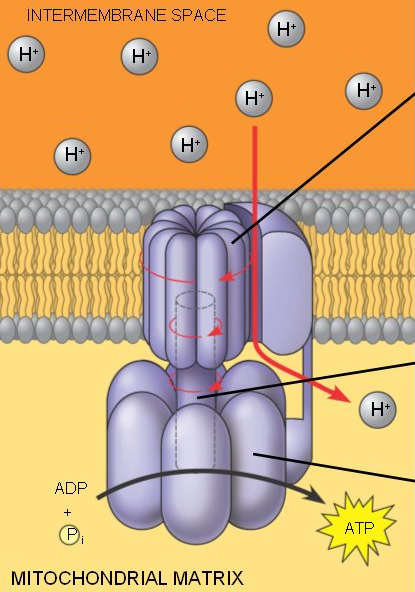 INTERMEMBRANE SPACE
H+
H+
H+
H+
H+
H+
H+
H+
ADP
+
Pi
ATP
MITOCHONDRIAL MATRIX